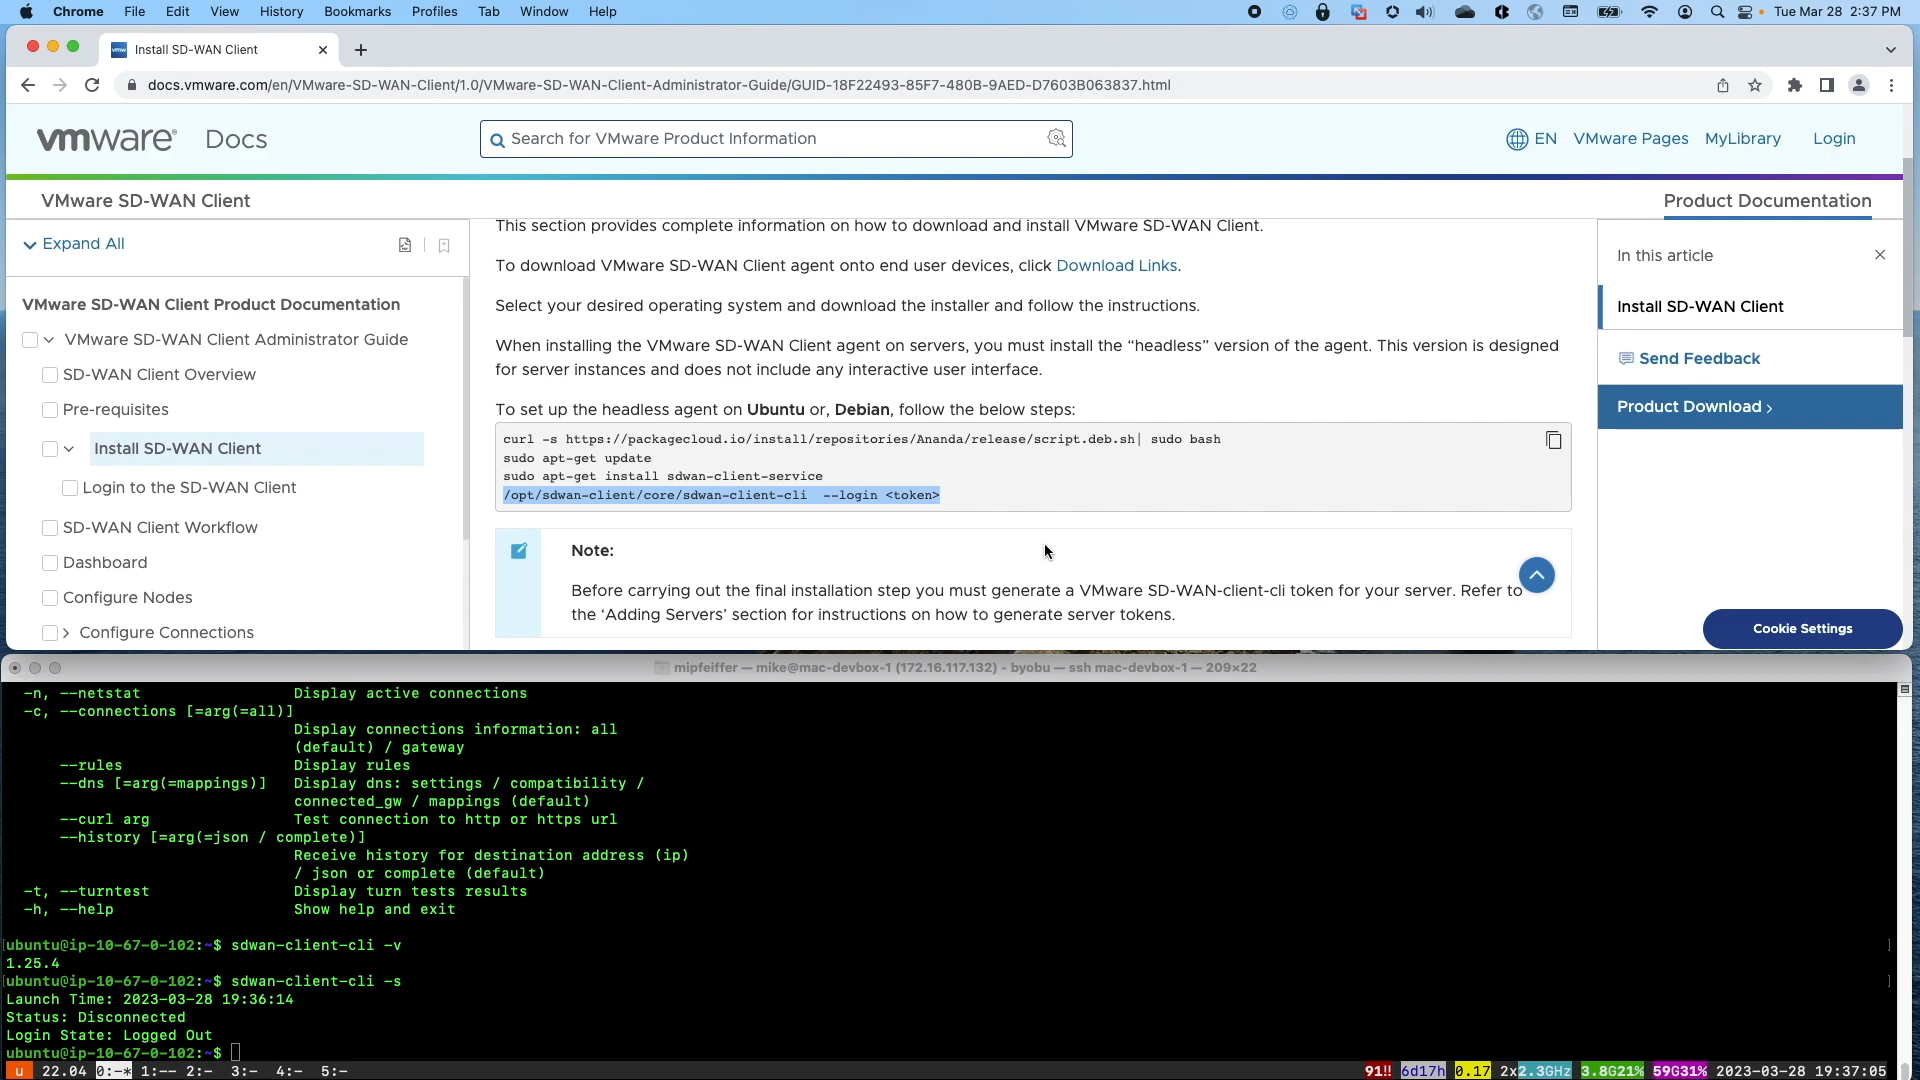 Chrome File Edit View History Bookmarks Profiles Tab Window Help Tue Mar 28 2:37 PM
Install SD-WAN Client
docs.vmware.com/en/VMware-SD-WAN-Client/1.0/VMware-SD-WAN-Client-Administrator-Guide/GUID-18F22493-85F7-480B-9AED-D7603B063837.html
vmware Docs
Search for VMware Product Information
EN VMware Pages MyLibrary Login
VMware SD-WAN Client
Product Documentation
Expand All
VMware SD-WAN Client Product Documentation
VMware SD-WAN Client Administrator Guide
SD-WAN Client Overview
Pre-requisites
Install SD-WAN Client
Login to the SD-WAN Client
SD-WAN Client Workflow
Dashboard
Configure Nodes
Configure Connections
This section provides complete information on how to download and install VMware SD-WAN Client.
To download VMware SD-WAN Client agent onto end user devices, click Download Links.
Select your desired operating system and download the installer and follow the instructions.
When installing the VMware SD-WAN Client agent on servers, you must install the “headless” version of the agent. This version is designed
for server instances and does not include any interactive user interface.
To set up the headless agent on Ubuntu or, Debian, follow the below steps:
curl -s https://packagecloud.io/install/repositories/Ananda/release/script.deb.sh| sudo bash
sudo apt-get update
sudo apt-get install sdwan-client-service
/opt/sdwan-client/core/sdwan-client-cli  --login <token>
Note:
Before carrying out the final installation step you must generate a VMware SD-WAN-client-cli token for your server. Refer to
the ‘Adding Servers’ section for instructions on how to generate server tokens.
In this article
Install SD-WAN Client
Send Feedback
Product Download
Cookie Settings
mipfeiffer — mike@mac-devbox-1 (172.16.117.132) - byobu — ssh mac-devbox-1 — 209×22
-n, --netstat Display active connections
-c, --connections [=arg(=all)]
Display connections information: all
(default) / gateway
--rules Display rules
--dns [=arg(=mappings)] Display dns: settings / compatibility /
connected_gw / mappings (default)
--curl arg Test connection to http or https url
--history [=arg(=json / complete)]
Receive history for destination address (ip)
/ json or complete (default)
-t, --turntest Display turn tests results
-h, --help Show help and exit
[ubuntu@ip-10-67-0-102:~$ sdwan-client-cli -v ]
1.25.4
[ubuntu@ip-10-67-0-102:~$ sdwan-client-cli -s ]
Launch Time: 2023-03-28 19:36:14
Status: Disconnected
Login State: Logged Out
ubuntu@ip-10-67-0-102:~$
u 22.04 0:-* 1:-- 2:- 3:- 4:- 5:- 91!! 6d17h 0.17 2x2.3GHz 3.8G21% 59G31% 2023-03-28 19:37:05